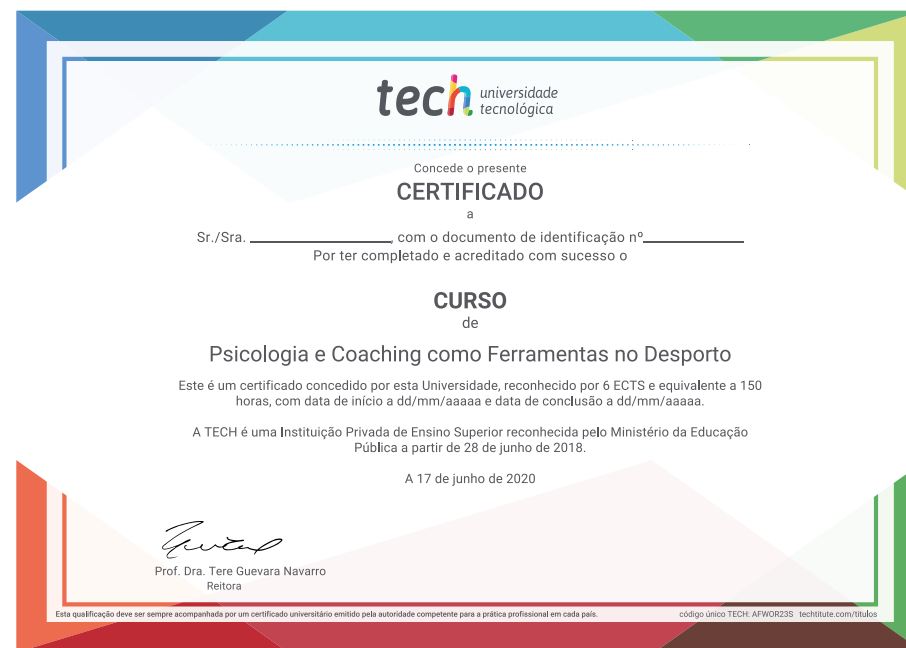 tech universidade
tecnológica
Concede o presente
CERTIFICADO
a
Sr./Sra. ____________________, com o documento de identificação nº______________
Por ter completado e acreditado com sucesso o
CURSO
de
Psicologia e Coaching como Ferramentas no Desporto
Este é um certificado concedido por esta Universidade, reconhecido por 6 ECTS e equivalente a 150
horas, com data de início a dd/mm/aaaaa e data de conclusão a dd/mm/aaaaa.
A TECH é uma Instituição Privada de Ensino Superior reconhecida pelo Ministério da Educação
Pública a partir de 28 de junho de 2018.
A 17 de junho de 2020
Prof. Dra. Tere Guevara Navarro
Reitora
Esta qualificação deve ser sempre acompanhada por um certificado universitário emitido pela autoridade competente para a prática profissional em cada país. código único TECH: AFWOR23S techtitute.com/titulos